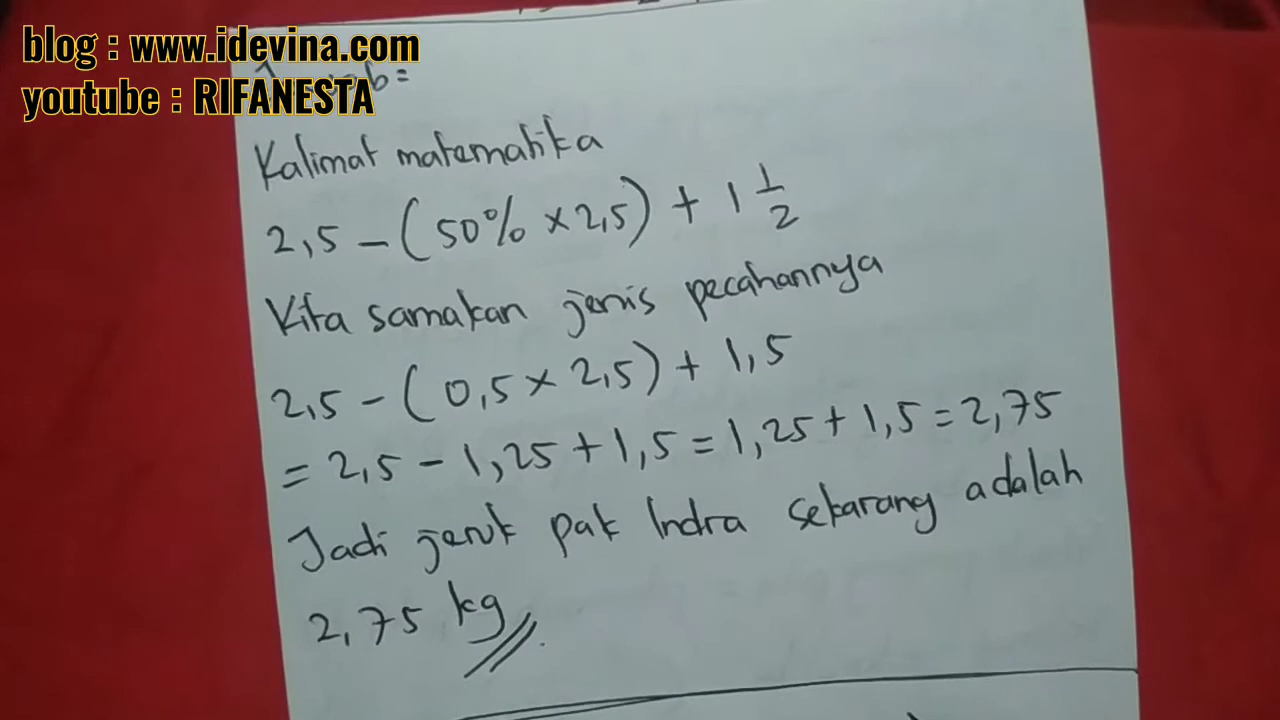 blog : www.idevina.com
youtube : RIFANESTA
Kalimat matematika
2,5 - (50% × 2,5) + 1 1/2
Kita samakan jenis pecahannya
2,5 - (0,5 × 2,5) + 1,5
= 2,5 - 1,25 + 1,5 = 1,25 + 1,5 = 2,75
Jadi jeruk pak Indra sekarang adalah
2,75 kg